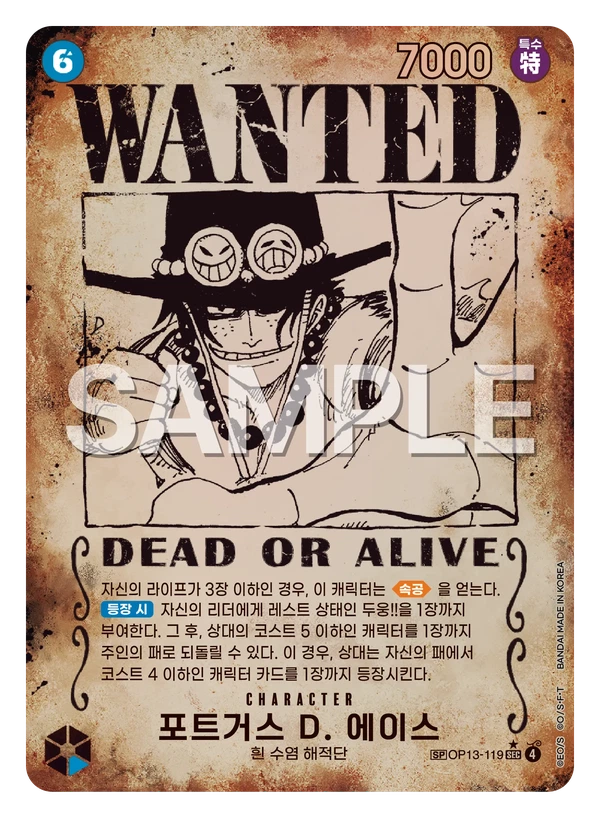 6
7000
특수
特
WANTED
SAMPLE
DEAD OR ALIVE
자신의 라이프가 3장 이하인 경우, 이 캐릭터는 속공 을 얻는다.
등장 시 자신의 리더에게 레스트 상태인 두웅!!을 1장까지
부여한다. 그 후, 상대의 코스트 5 이하인 캐릭터를 1장까지
주인의 패로 되돌릴 수 있다. 이 경우, 상대는 자신의 패에서
코스트 4 이하인 캐릭터 카드를 1장까지 등장시킨다.
CHARACTER
포트거스 D. 에이스
흰 수염 해적단
SP OP13-119 SEC 4
©EO/S ©O/S·F·T BANDAI MADE IN KOREA